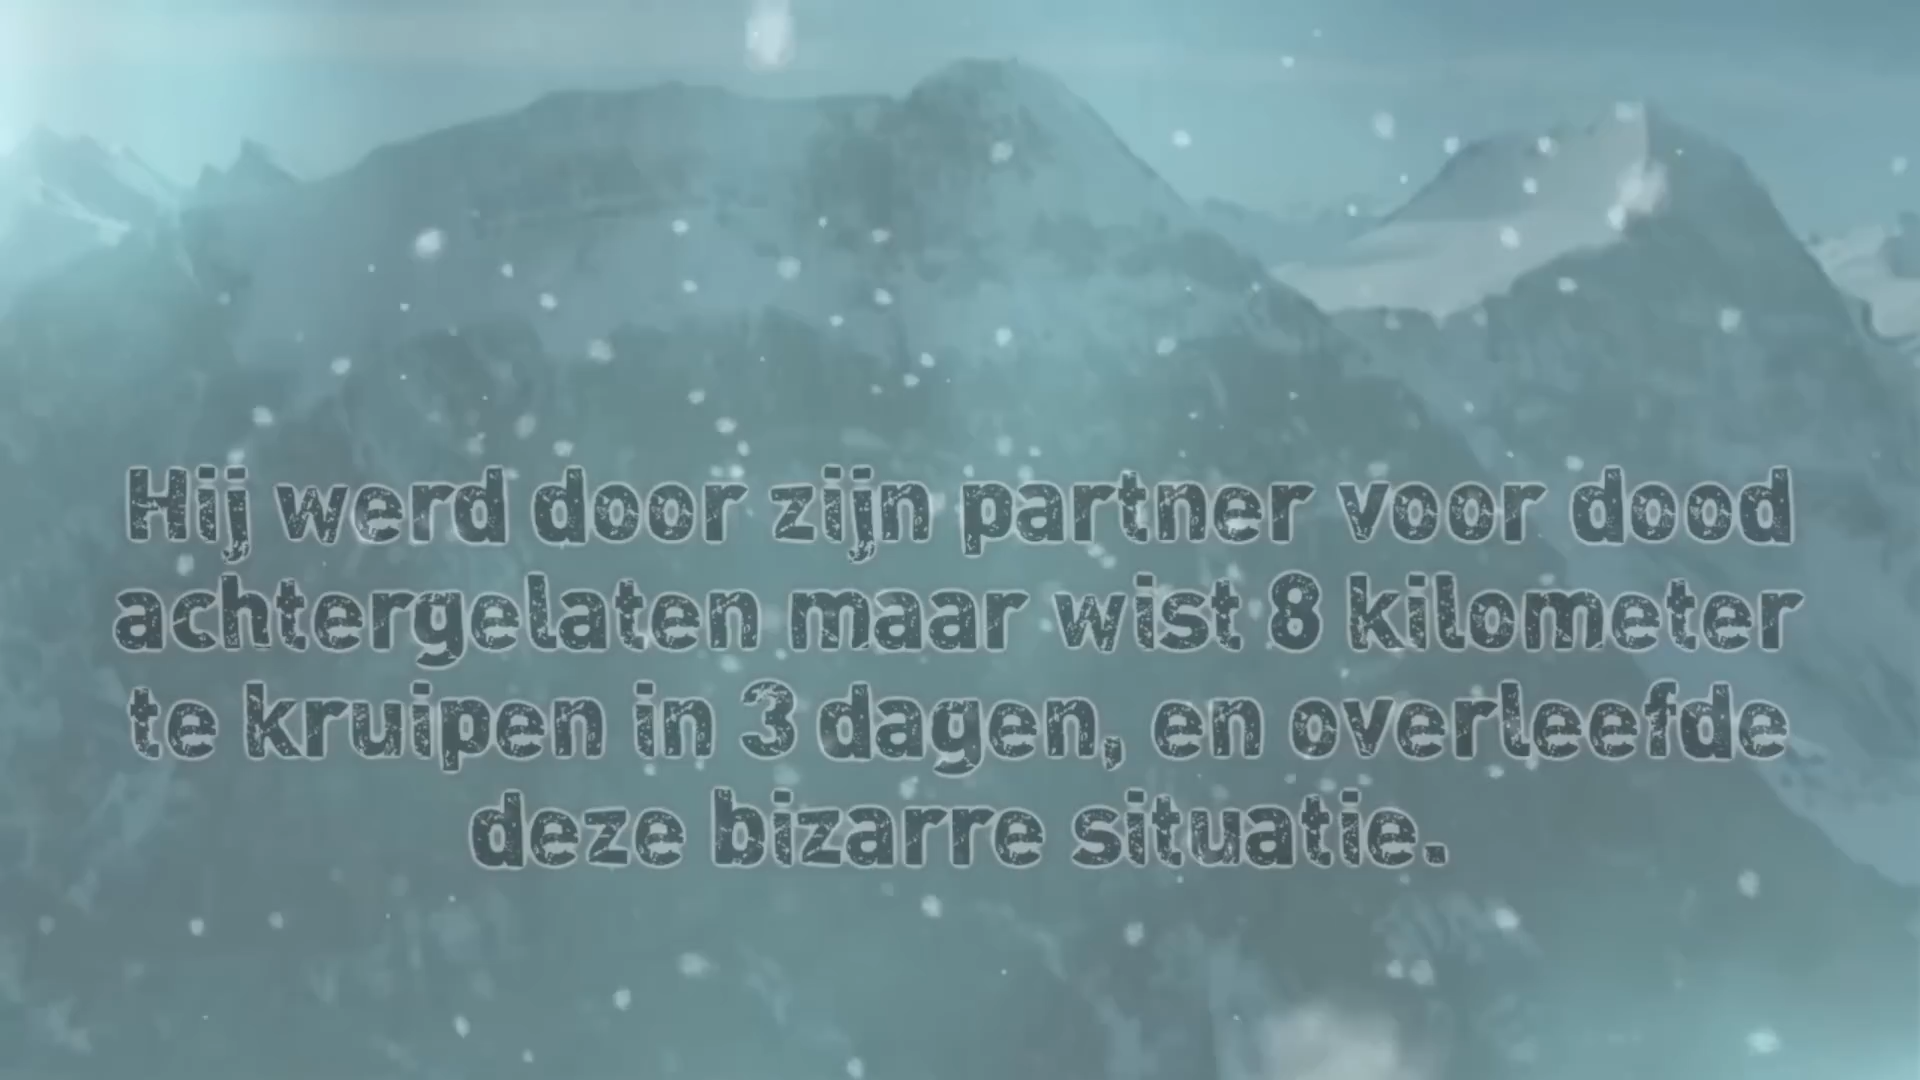 Hij werd door zijn partner voor dood
achtergelaten maar wist 8 kilometer
te kruipen in 3 dagen, en overleefde
deze bizarre situatie.